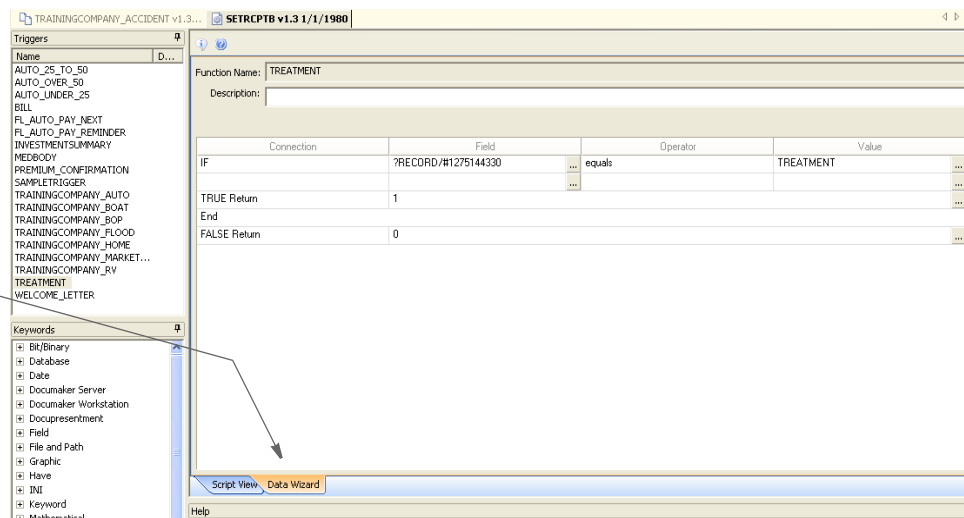 TRAININGCOMPANY_ACCIDENT v1.3... SETRCPTB v1.3 1/1/1980
Triggers
Name D...
AUTO_25_TO_50
AUTO_OVER_50
AUTO_UNDER_25
BILL
FL_AUTO_PAY_NEXT
FL_AUTO_PAY_REMINDER
INVESTMENTSUMMARY
MEDBODY
PREMIUM_CONFIRMATION
SAMPLETRIGGER
TRAININGCOMPANY_AUTO
TRAININGCOMPANY_BOAT
TRAININGCOMPANY_BOP
TRAININGCOMPANY_FLOOD
TRAININGCOMPANY_HOME
TRAININGCOMPANY_MARKET...
TRAININGCOMPANY_RV
TREATMENT
WELCOME_LETTER
Keywords
Bit/Binary
Database
Date
Documaker Server
Documaker Workstation
Docupresentment
Field
File and Path
Graphic
Have
INI
Keyword
Mathematical
Function Name: TREATMENT
Description:
Connection Field Operator Value
IF ?RECORD/#1275144330 ... equals TREATMENT ...
... ...
TRUE Return 1 ...
End
FALSE Return 0 ...
Script View Data Wizard
Help